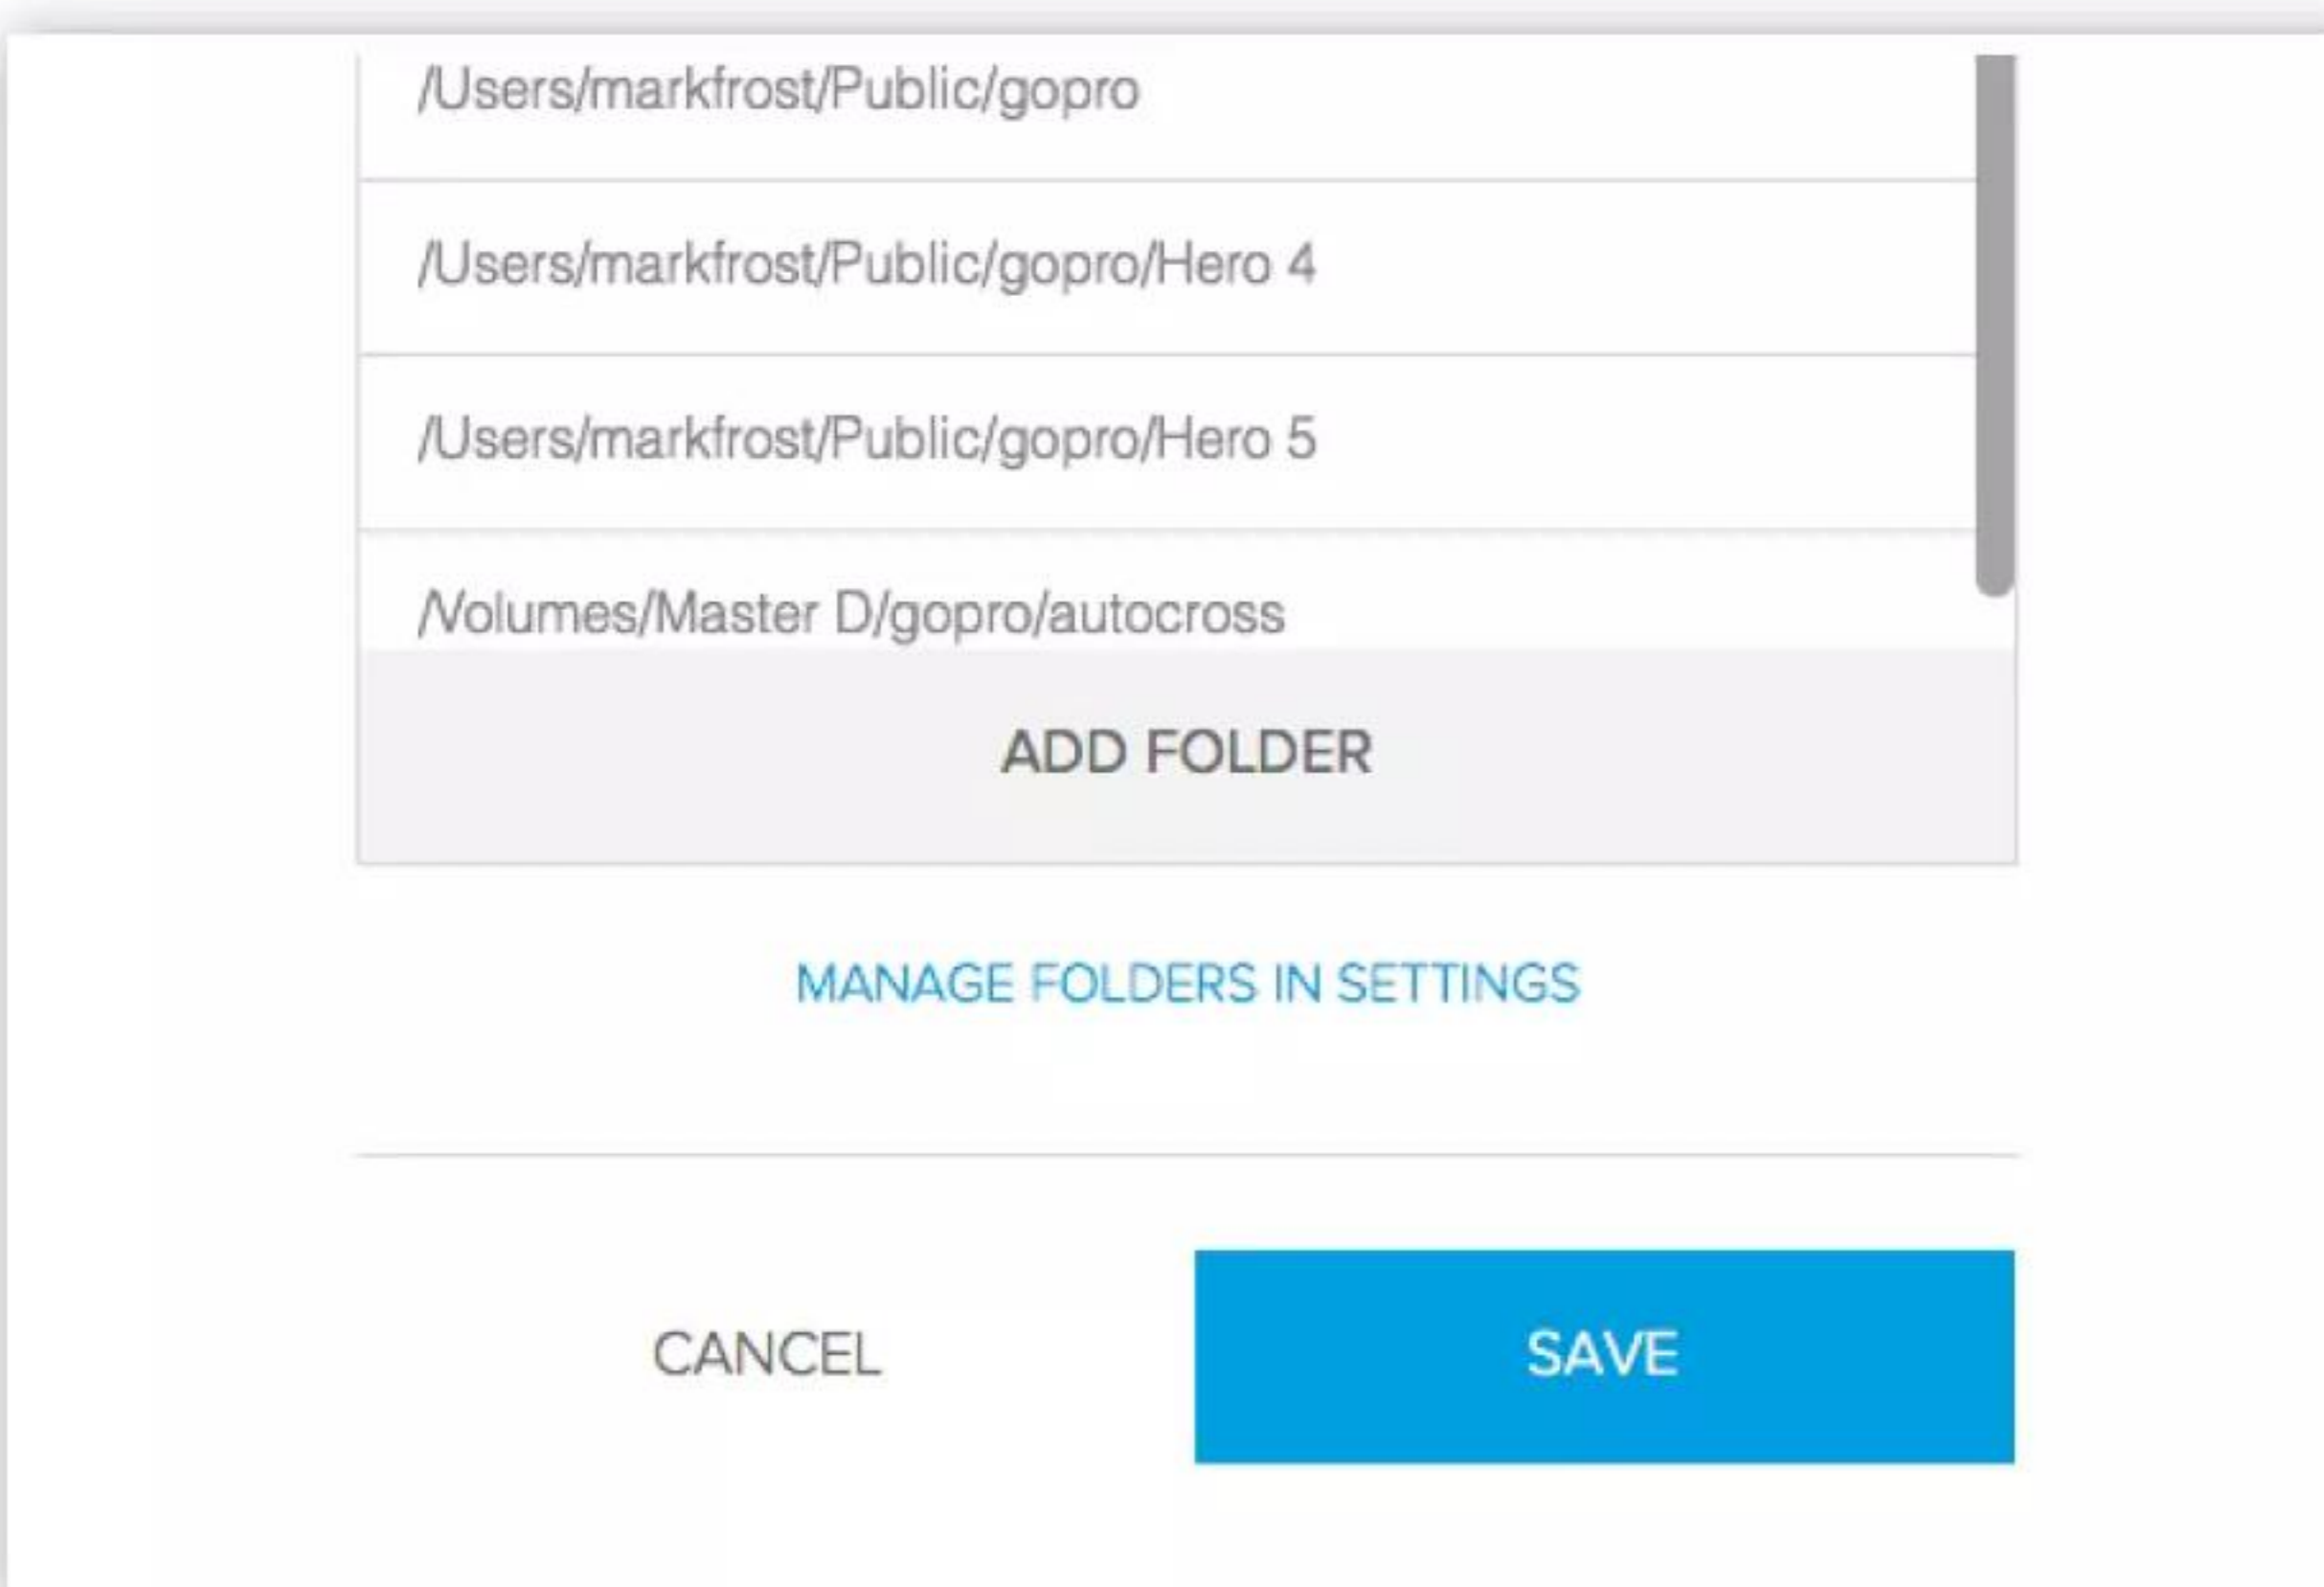 /Users/markfrost/Public/gopro
/Users/markfrost/Public/gopro/Hero 4
/Users/markfrost/Public/gopro/Hero 5
/Volumes/Master D/gopro/autocross
ADD FOLDER
MANAGE FOLDERS IN SETTINGS
CANCEL
SAVE